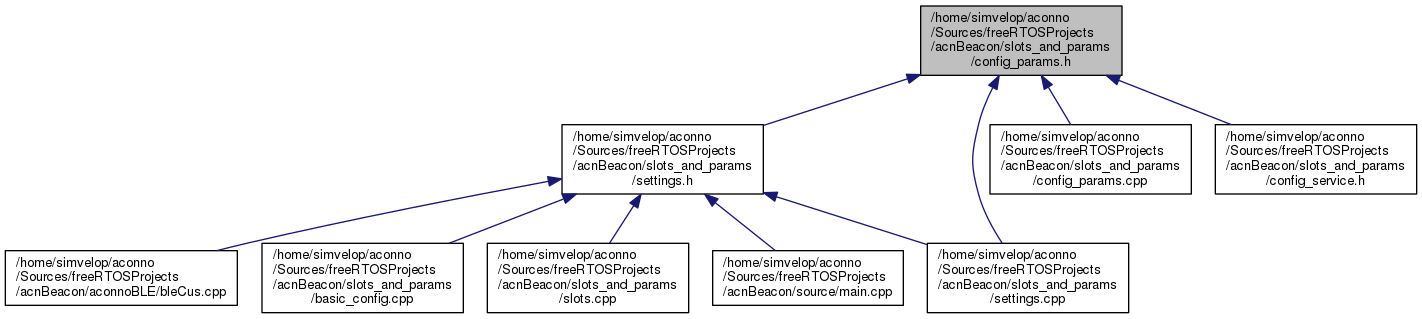 /home/simvelop/aconno
/Sources/freeRTOSProjects
/acnBeacon/slots_and_params
/config_params.h
/home/simvelop/aconno
/Sources/freeRTOSProjects
/acnBeacon/slots_and_params
/settings.h
/home/simvelop/aconno
/Sources/freeRTOSProjects
/acnBeacon/slots_and_params
/config_params.cpp
/home/simvelop/aconno
/Sources/freeRTOSProjects
/acnBeacon/slots_and_params
/config_service.h
/home/simvelop/aconno
/Sources/freeRTOSProjects
/acnBeacon/aconnoBLE/bleCus.cpp
/home/simvelop/aconno
/Sources/freeRTOSProjects
/acnBeacon/slots_and_params
/basic_config.cpp
/home/simvelop/aconno
/Sources/freeRTOSProjects
/acnBeacon/slots_and_params
/slots.cpp
/home/simvelop/aconno
/Sources/freeRTOSProjects
/acnBeacon/source/main.cpp
/home/simvelop/aconno
/Sources/freeRTOSProjects
/acnBeacon/slots_and_params
/settings.cpp